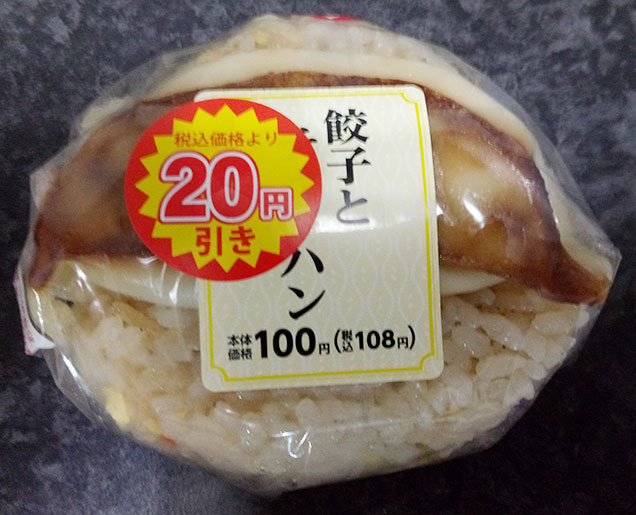 税込価格より
20円
引き
餃子と
ハン
本体価格100円(税込108円)